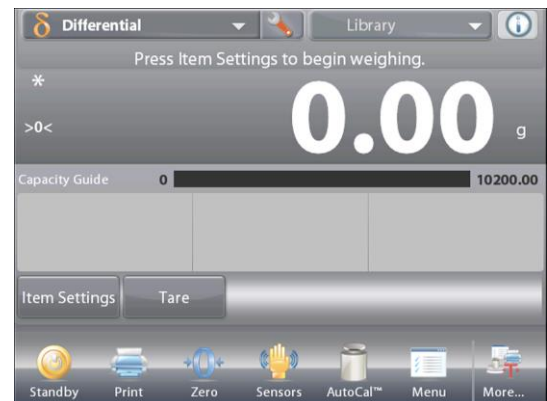 δ Differential Library
Press Item Settings to begin weighing.
*
>0< 0.00 g
Capacity Guide 0 10200.00
Item Settings Tare
Standby Print Zero Sensors AutoCal™ Menu More...